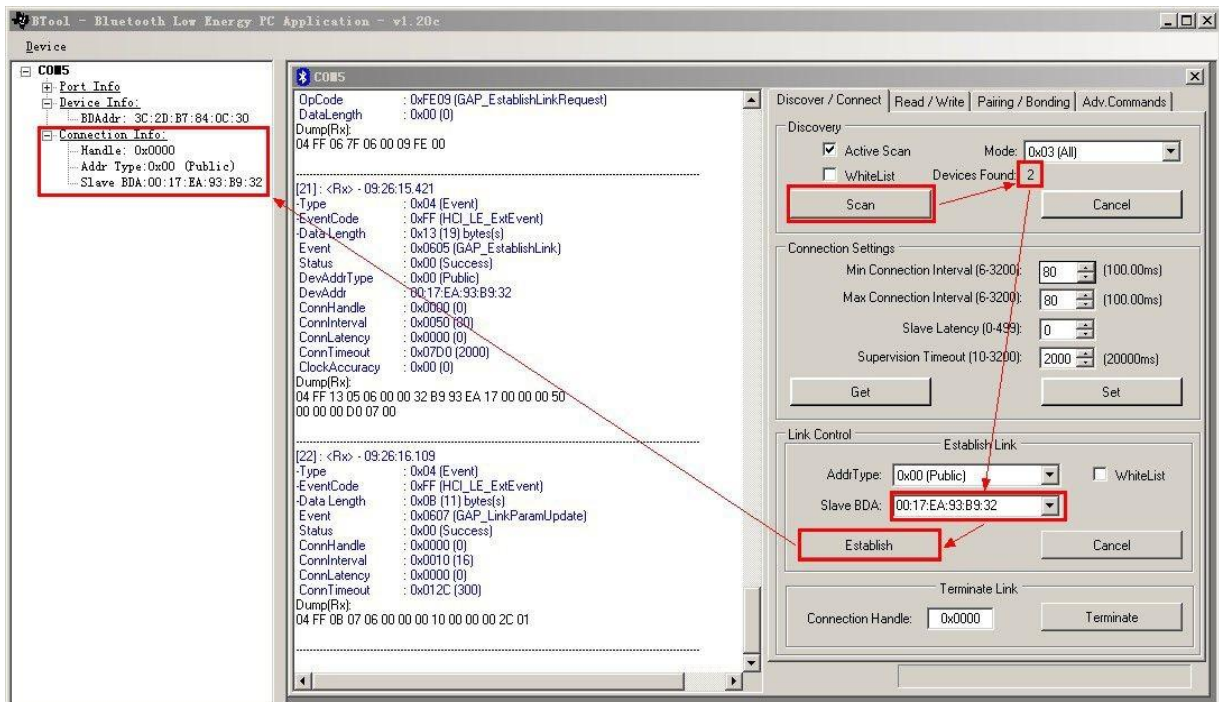 BTool - Bluetooth Low Energy PC Application - v1.20c
Device
COM5
Port Info
Device Info:
BDAddr: 3C:2D:B7:84:0C:30
Connection Info:
Handle: 0x0000
Addr Type:0x00 (Public)
Slave BDA:00:17:EA:93:B9:32
COM5
OpCode : 0xFE09 (GAP_EstablishLinkRequest)
DataLength : 0x00 (0)
Dump(Rx):
04 FF 06 7F 06 00 09 FE 00
[21] : <Rx> - 09:26:15.421
-Type : 0x04 (Event)
-EventCode : 0xFF (HCI_LE_ExtEvent)
-Data Length : 0x13 (19) bytes(s)
Event : 0x0605 (GAP_EstablishLink)
Status : 0x00 (Success)
DevAddrType : 0x00 (Public)
DevAddr : 00:17:EA:93:B9:32
ConnHandle : 0x0000 (0)
ConnInterval : 0x0050 (80)
ConnLatency : 0x0000 (0)
ConnTimeout : 0x07D0 (2000)
ClockAccuracy : 0x00 (0)
Dump(Rx):
04 FF 13 05 06 00 00 32 B9 93 EA 17 00 00 00 50
00 00 00 D0 07 00
[22] : <Rx> - 09:26:16.109
-Type : 0x04 (Event)
-EventCode : 0xFF (HCI_LE_ExtEvent)
-Data Length : 0x0B (11) bytes(s)
Event : 0x0607 (GAP_LinkParamUpdate)
Status : 0x00 (Success)
ConnHandle : 0x0000 (0)
ConnInterval : 0x0010 (16)
ConnLatency : 0x0000 (0)
ConnTimeout : 0x012C (300)
Dump(Rx):
04 FF 0B 07 06 00 00 00 10 00 00 00 2C 01
Discover / Connect Read / Write Pairing / Bonding Adv.Commands
Discovery
Active Scan Mode: 0x03 (All)
WhiteList Devices Found: 2
Scan Cancel
Connection Settings
Min Connection Interval (6-3200): 80 (100.00ms)
Max Connection Interval (6-3200): 80 (100.00ms)
Slave Latency (0-499): 0
Supervision Timeout (10-3200): 2000 (20000ms)
Get Set
Link Control
Establish Link
AddrType: 0x00 (Public) WhiteList
Slave BDA: 00:17:EA:93:B9:32
Establish Cancel
Terminate Link
Connection Handle: 0x0000 Terminate